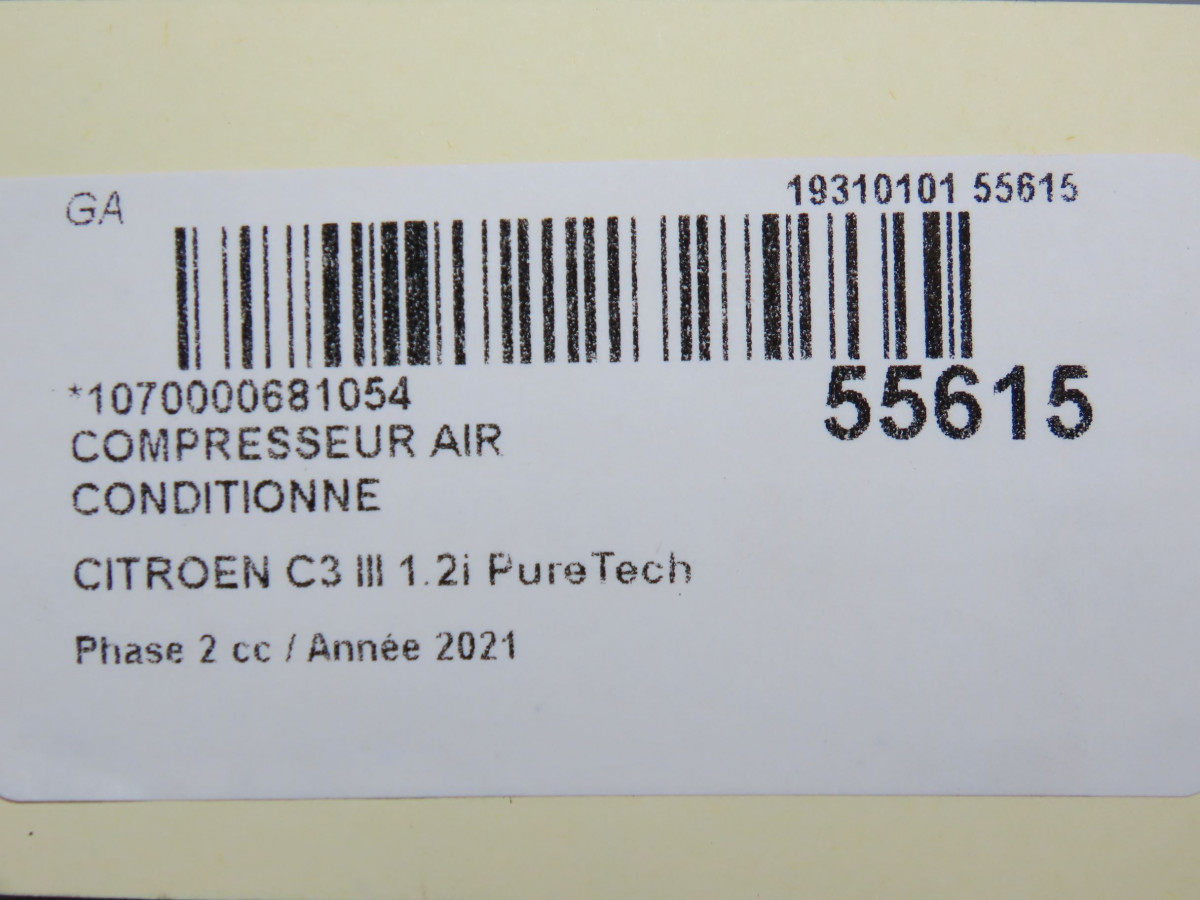 GA
19310101 55615
*1070000681054
55615
COMPRESSEUR AIR
CONDITIONNE
CITROEN C3 III 1.2i PureTech
Phase 2 cc / Année 2021